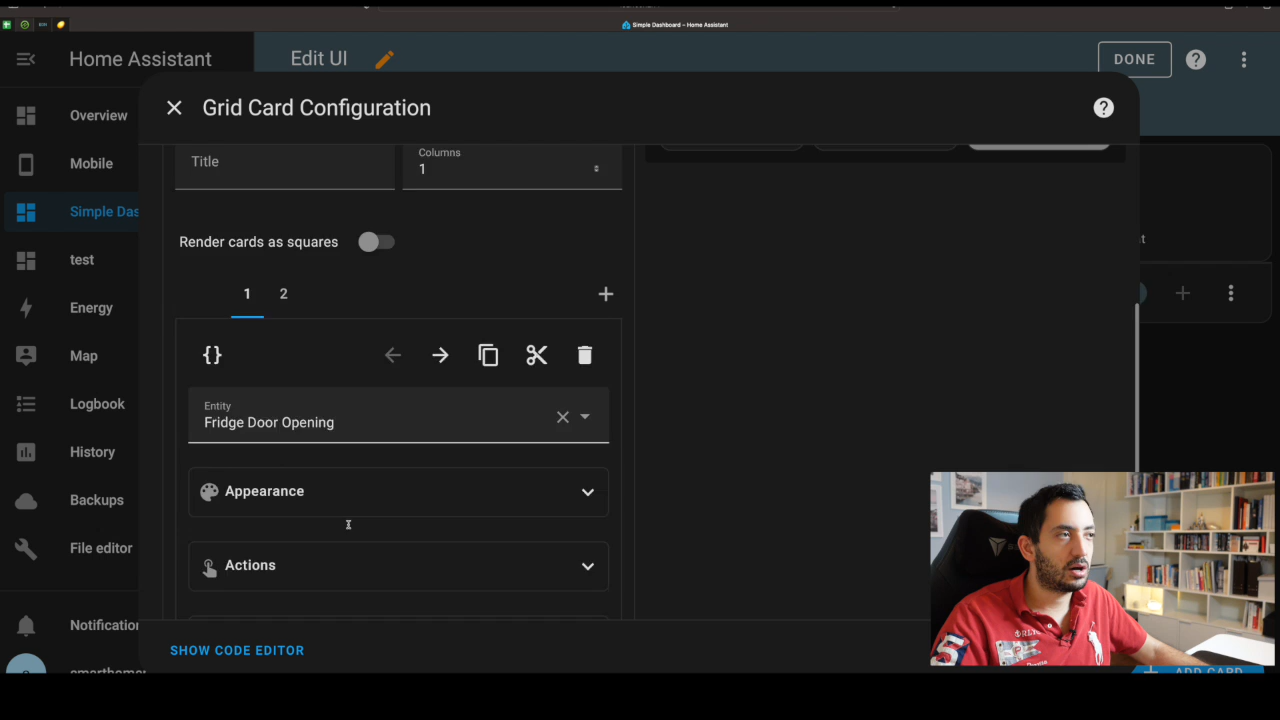 Simple Dashboard – Home Assistant
Home Assistant
Edit UI
DONE
Grid Card Configuration
Overview
Mobile
Simple Das
test
Energy
Map
Logbook
History
Backups
File editor
Notification
Title
Columns
1
Render cards as squares
1
2
{}
Entity
Fridge Door Opening
Appearance
Actions
SHOW CODE EDITOR
ADD CARD